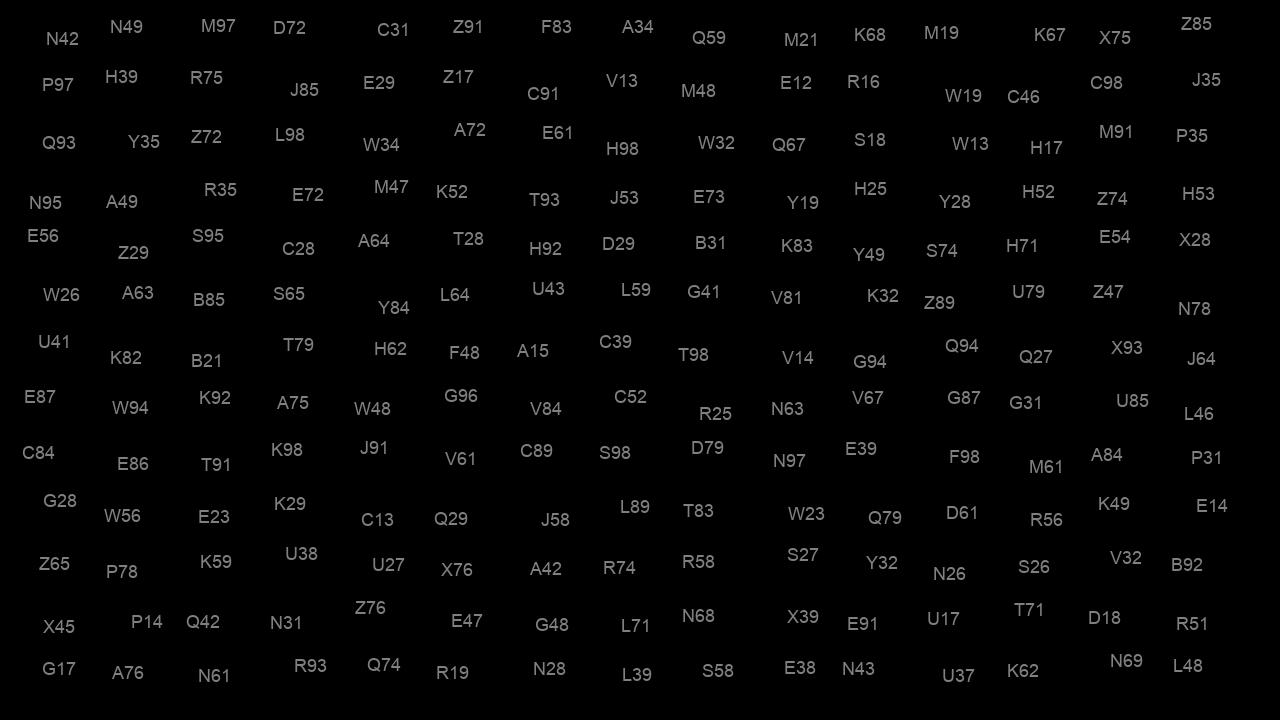 N42 N49 M97 D72 C31 Z91 F83 A34 Q59 M21 K68 M19 K67 X75 Z85
P97 H39 R75 J85 E29 Z17 C91 V13 M48 E12 R16 W19 C46 C98 J35
Q93 Y35 Z72 L98 W34 A72 E61 H98 W32 Q67 S18 W13 H17 M91 P35
N95 A49 R35 E72 M47 K52 T93 J53 E73 Y19 H25 Y28 H52 Z74 H53
E56 Z29 S95 C28 A64 T28 H92 D29 B31 K83 Y49 S74 H71 E54 X28
W26 A63 B85 S65 Y84 L64 U43 L59 G41 V81 K32 Z89 U79 Z47 N78
U41 K82 B21 T79 H62 F48 A15 C39 T98 V14 G94 Q94 Q27 X93 J64
E87 W94 K92 A75 W48 G96 V84 C52 R25 N63 V67 G87 G31 U85 L46
C84 E86 T91 K98 J91 V61 C89 S98 D79 N97 E39 F98 M61 A84 P31
G28 W56 E23 K29 C13 Q29 J58 L89 T83 W23 Q79 D61 R56 K49 E14
Z65 P78 K59 U38 U27 X76 A42 R74 R58 S27 Y32 N26 S26 V32 B92
X45 P14 Q42 N31 Z76 E47 G48 L71 N68 X39 E91 U17 T71 D18 R51
G17 A76 N61 R93 Q74 R19 N28 L39 S58 E38 N43 U37 K62 N69 L48